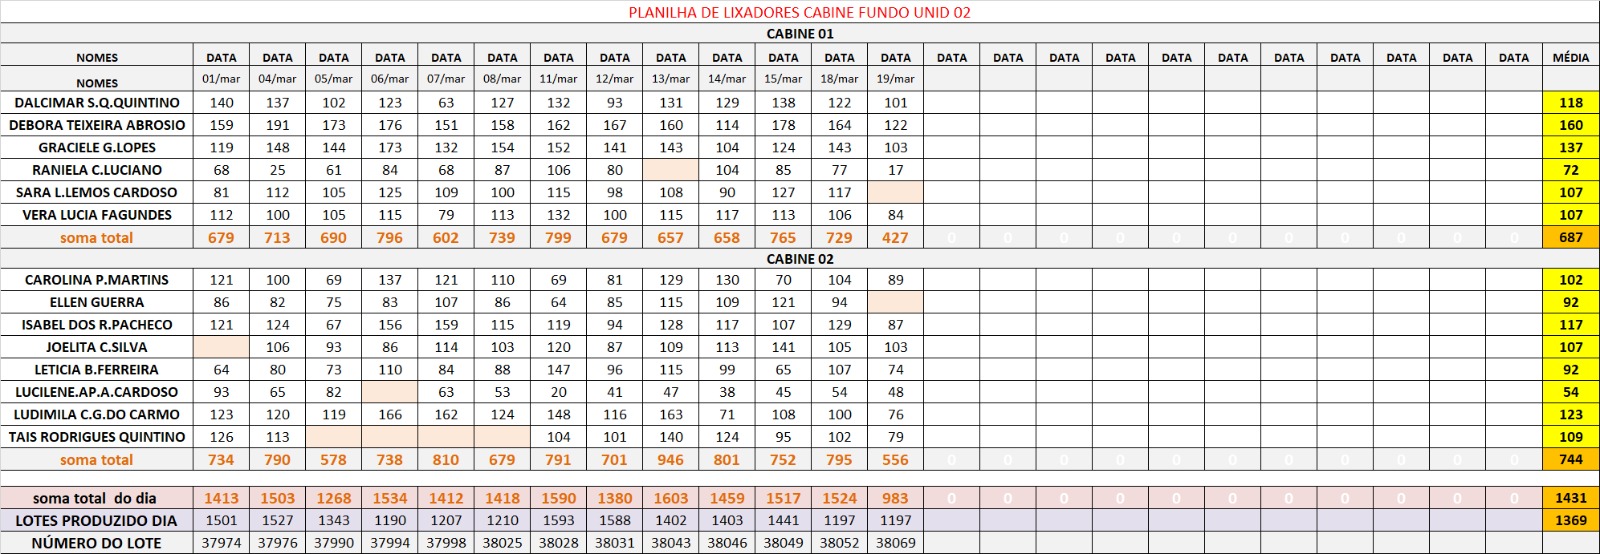 PLANILHA DE LIXADORES CABINE FUNDO UNID 02
CABINE 01
NOMES DATA DATA DATA DATA DATA DATA DATA DATA DATA DATA DATA DATA DATA DATA DATA DATA DATA DATA DATA DATA DATA DATA DATA DATA MÉDIA
NOMES 01/mar 04/mar 05/mar 06/mar 07/mar 08/mar 11/mar 12/mar 13/mar 14/mar 15/mar 18/mar 19/mar
DALCIMAR S.Q.QUINTINO 140 137 102 123 63 127 132 93 131 129 138 122 101 118
DEBORA TEIXEIRA ABROSIO 159 191 173 176 151 158 162 167 160 114 178 164 122 160
GRACIELE G.LOPES 119 148 144 173 132 154 152 141 143 104 124 143 103 137
RANIELA C.LUCIANO 68 25 61 84 68 87 106 80 104 85 77 17 72
SARA L.LEMOS CARDOSO 81 112 105 125 109 100 115 98 108 90 127 117 107
VERA LUCIA FAGUNDES 112 100 105 115 79 113 132 100 115 117 113 106 84 107
soma total 679 713 690 796 602 739 799 679 657 658 765 729 427 0 0 0 0 0 0 0 0 0 0 0 687
CABINE 02
CAROLINA P.MARTINS 121 100 69 137 121 110 69 81 129 130 70 104 89 102
ELLEN GUERRA 86 82 75 83 107 86 64 85 115 109 121 94 92
ISABEL DOS R.PACHECO 121 124 67 156 159 115 119 94 128 117 107 129 87 117
JOELITA C.SILVA 106 93 86 114 103 120 87 109 113 141 105 103 107
LETICIA B.FERREIRA 64 80 73 110 84 88 147 96 115 99 65 107 74 92
LUCILENE.AP.A.CARDOSO 93 65 82 63 53 20 41 47 38 45 54 48 54
LUDIMILA C.G.DO CARMO 123 120 119 166 162 124 148 116 163 71 108 100 76 123
TAIS RODRIGUES QUINTINO 126 113 104 101 140 124 95 102 79 109
soma total 734 790 578 738 810 679 791 701 946 801 752 795 556 0 0 0 0 0 0 0 0 0 0 0 744
soma total do dia 1413 1503 1268 1534 1412 1418 1590 1380 1603 1459 1517 1524 983 0 0 0 0 0 0 0 0 0 0 0 1431
LOTES PRODUZIDO DIA 1501 1527 1343 1190 1207 1210 1593 1588 1402 1403 1441 1197 1197 1369
NÚMERO DO LOTE 37974 37976 37990 37994 37998 38025 38028 38031 38043 38046 38049 38052 38069